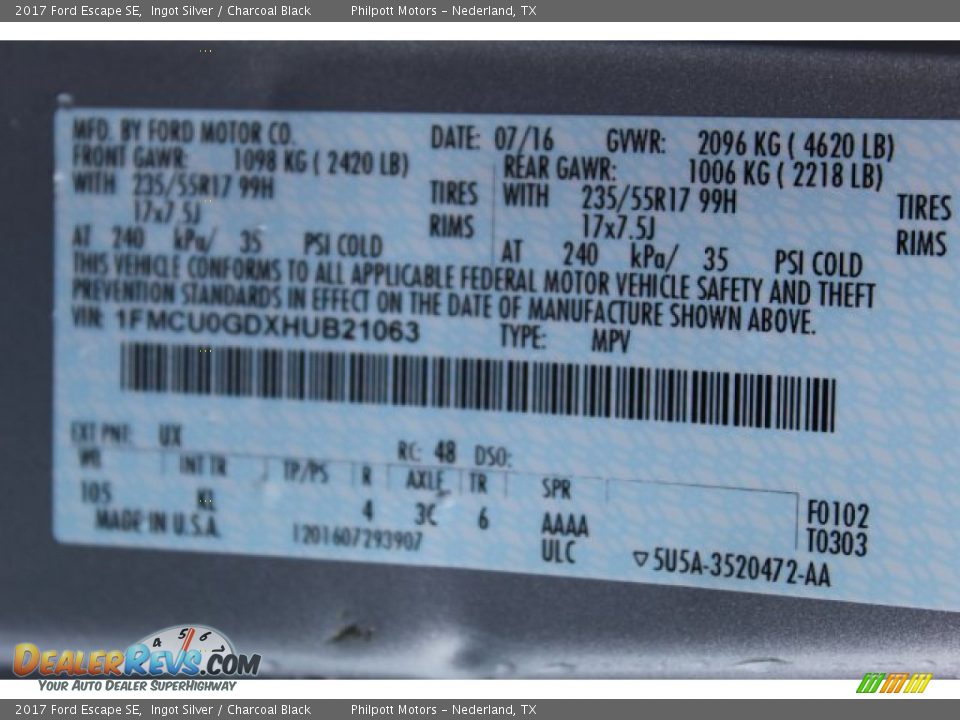 2017 Ford Escape SE, Ingot Silver / Charcoal Black Philpott Motors - Nederland, TX
MFD. BY FORD MOTOR CO. DATE: 07/16 GVWR: 2096 KG ( 4620 LB)
FRONT GAWR: 1098 KG ( 2420 LB) REAR GAWR: 1006 KG ( 2218 LB)
WITH 235/55R17 99H TIRES WITH 235/55R17 99H TIRES
17x7.5J RIMS 17x7.5J RIMS
AT 240 kPa/ 35 PSI COLD AT 240 kPa/ 35 PSI COLD
THIS VEHICLE CONFORMS TO ALL APPLICABLE FEDERAL MOTOR VEHICLE SAFETY AND THEFT
PREVENTION STANDARDS IN EFFECT ON THE DATE OF MANUFACTURE SHOWN ABOVE.
VIN: 1FMCU0GDXHUB21063 TYPE: MPV
EXT PNT: UX RC: 48 DSO:
WB INT TR TP/PS R AXLE TR SPR
105 KL 4 3C 6 AAAA F0102
MADE IN U.S.A. 1201607293907 ULC T0303
▽5U5A-3520472-AA
4 5 6
DEALERREVS.COM
YOUR AUTO DEALER SUPERHIGHWAY
2017 Ford Escape SE, Ingot Silver / Charcoal Black Philpott Motors - Nederland, TX